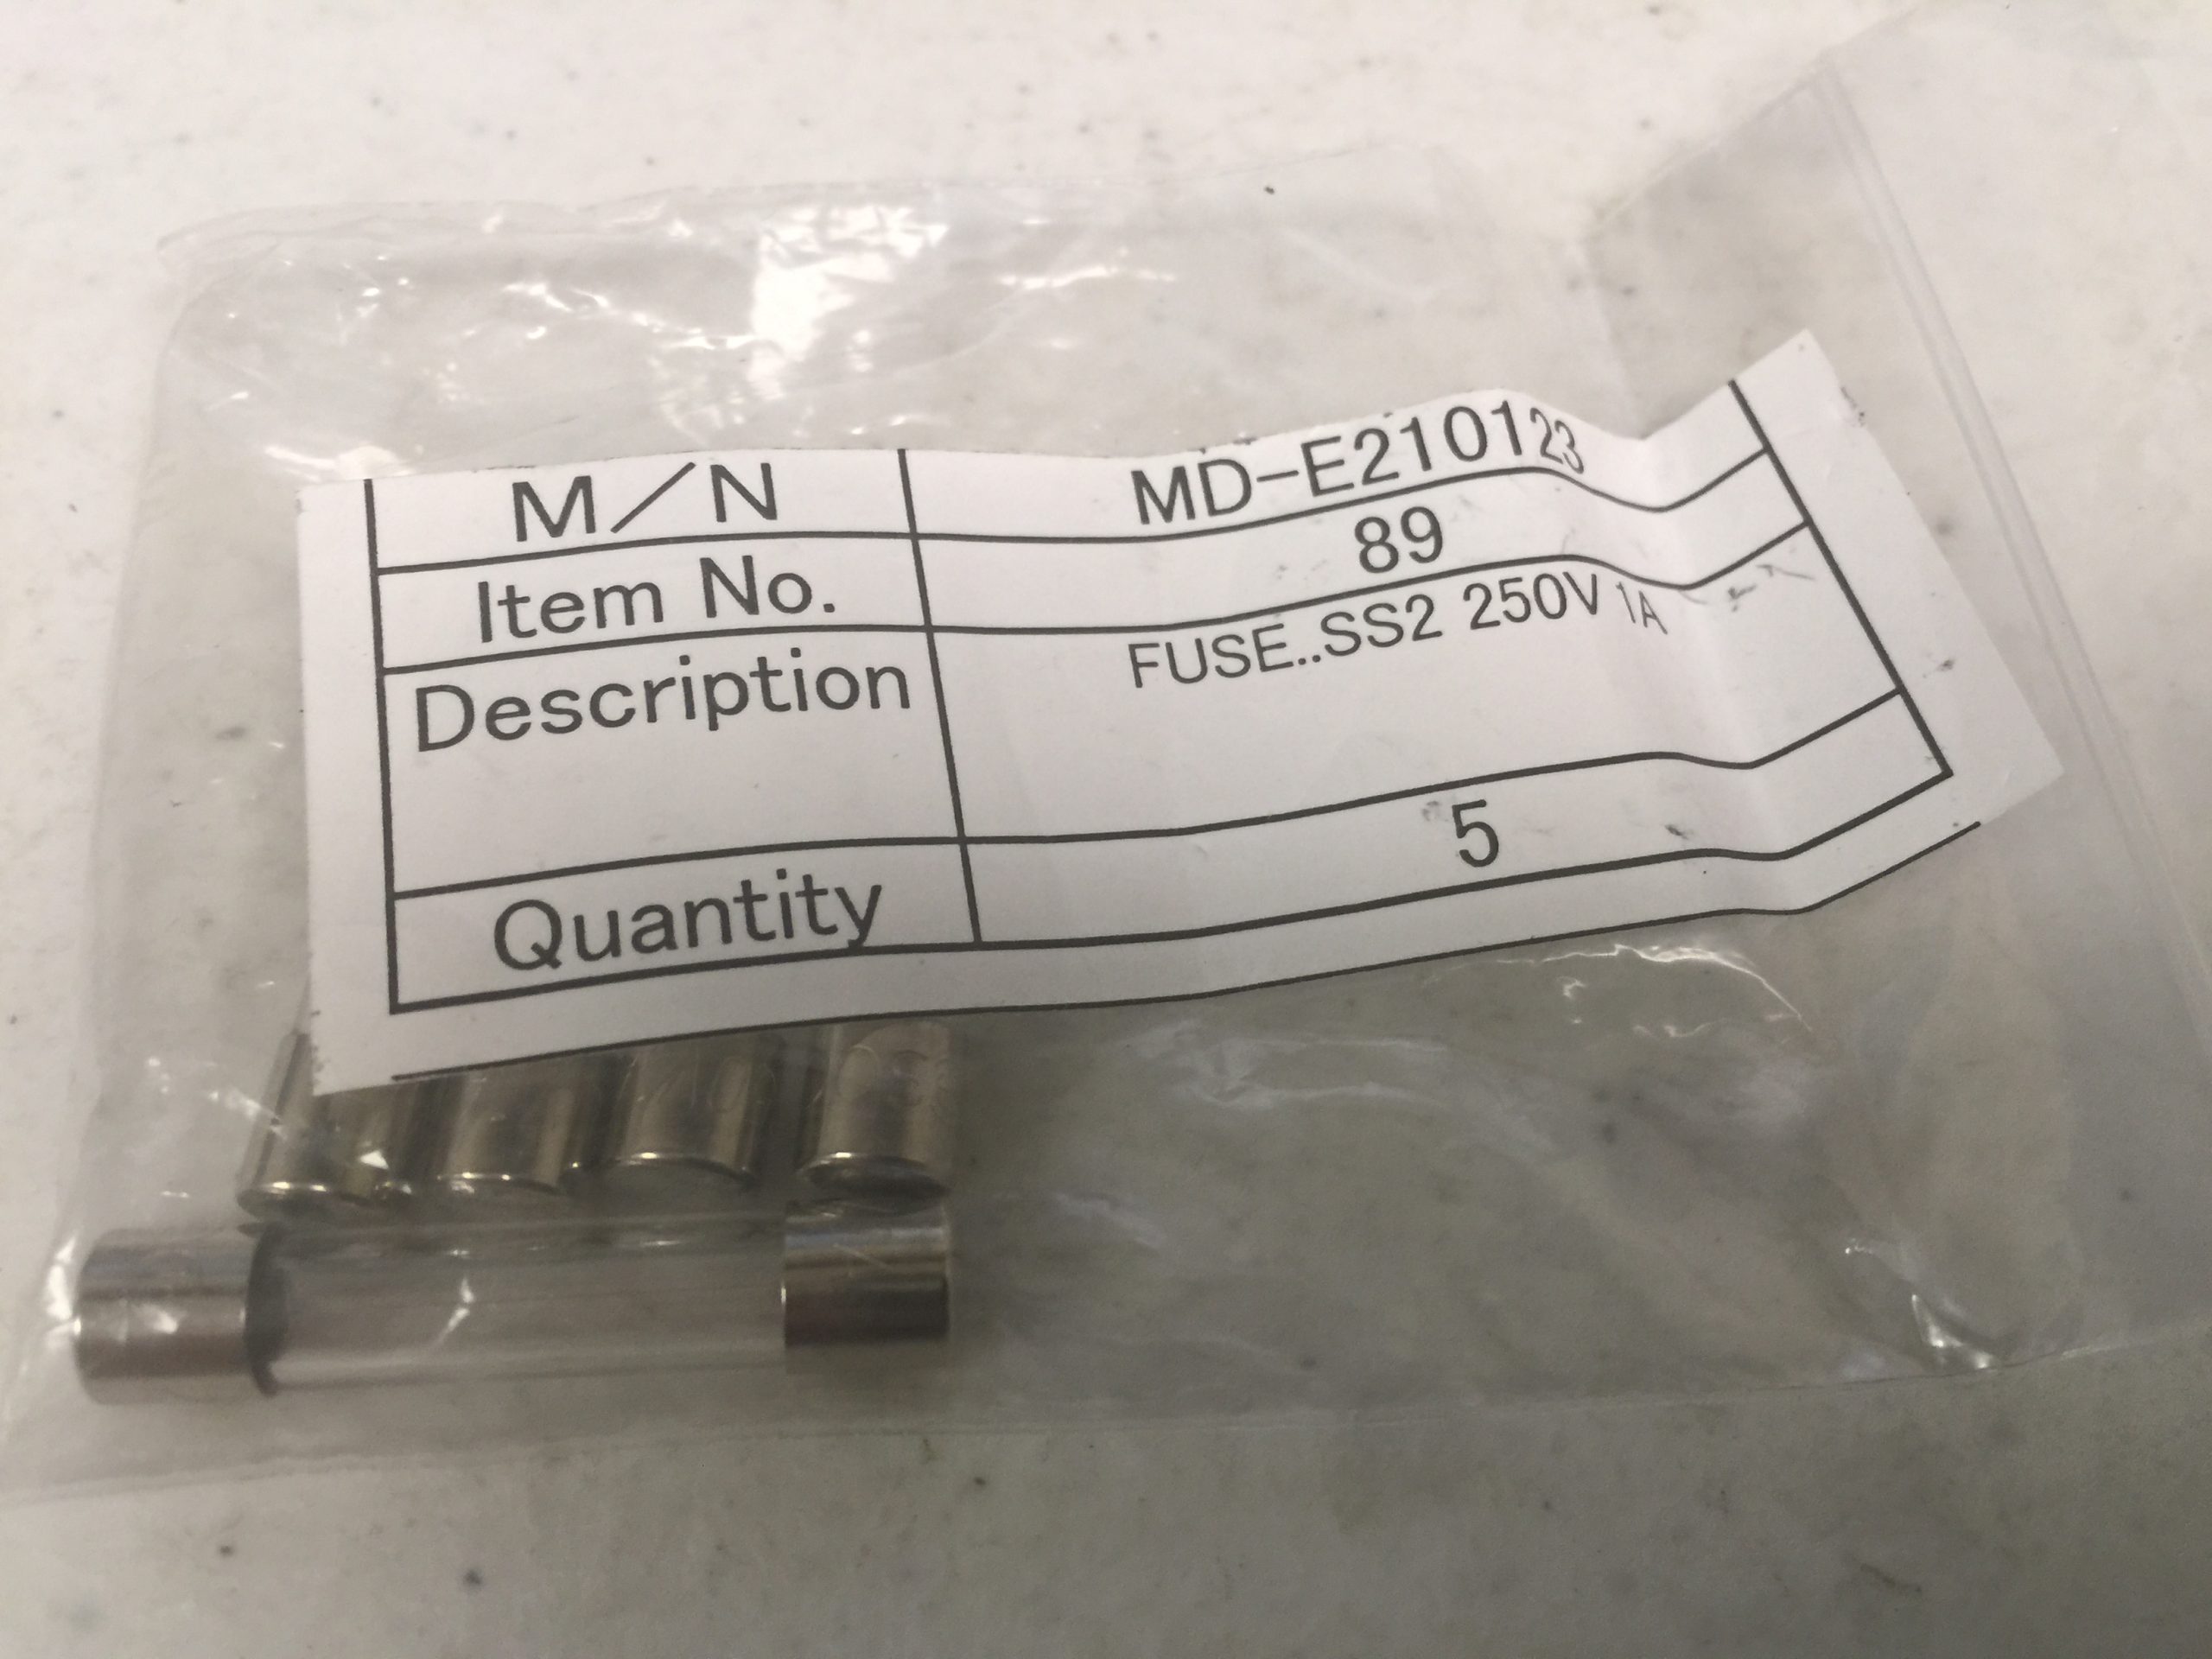 M／N MD-E210123
Item No. 89
Description FUSE..SS2 250V 1A
Quantity 5